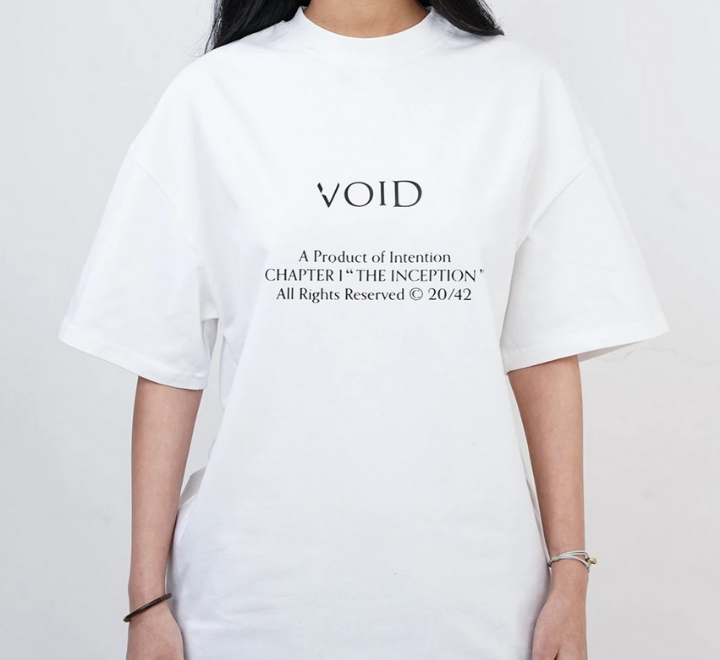 VOID
A Product of Intention
CHAPTER I “ THE INCEPTION ”
All Rights Reserved © 20/42